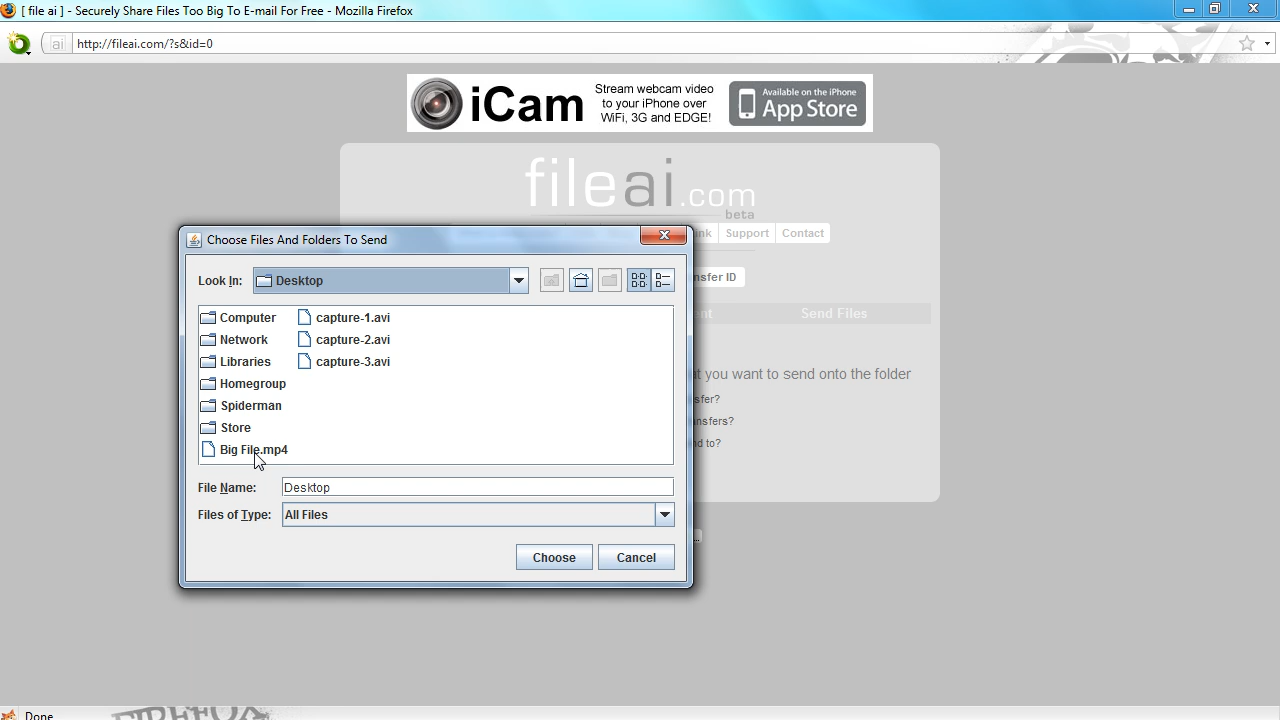 [ file ai ] - Securely Share Files Too Big To E-mail For Free - Mozilla Firefox
ai http://fileai.com/?s&id=0
iCam
Stream webcam video
to your iPhone over
WiFi, 3G and EDGE!
Available on the iPhone
App Store
fileai.com
beta
Support
Contact
Choose Files And Folders To Send
Look In:
Desktop
Computer
Network
Libraries
Homegroup
Spiderman
Store
Big File.mp4
capture-1.avi
capture-2.avi
capture-3.avi
File Name:
Desktop
Files of Type:
All Files
Choose
Cancel
ID
Send Files
you want to send onto the folder
to?
Done
FIREFOX